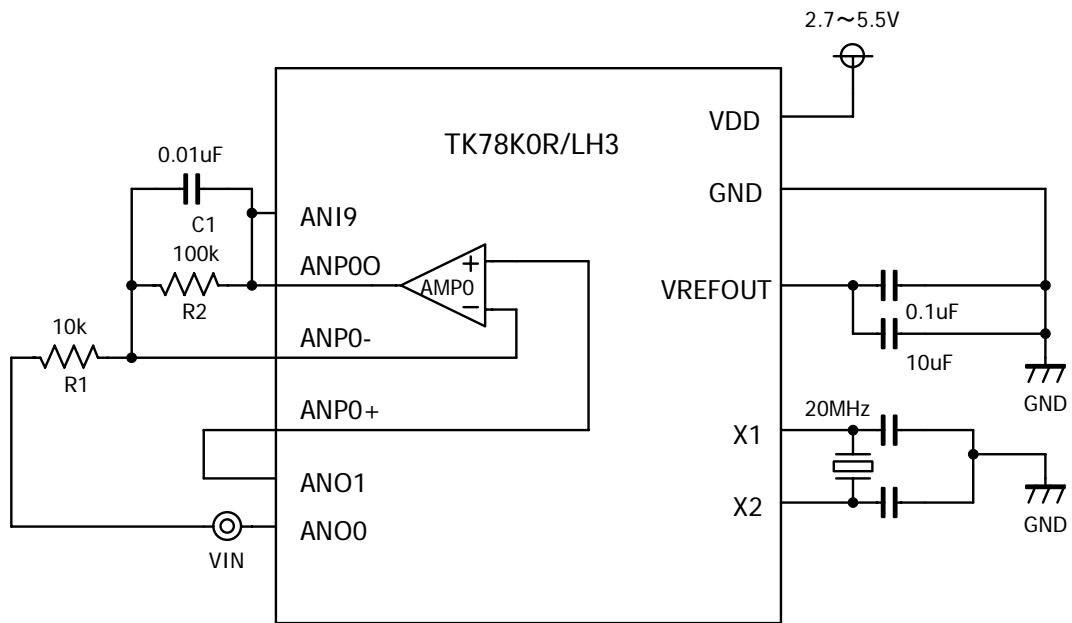 2.7～5.5V
TK78K0R/LH3
VDD
0.01uF
C1
GND
ANI9
100k
R2
ANP0O
AMP0
+
−
VREFOUT
0.1uF
10uF
10k
R1
ANP0-
GND
ANP0+
20MHz
X1
ANO1
X2
GND
ANO0
VIN